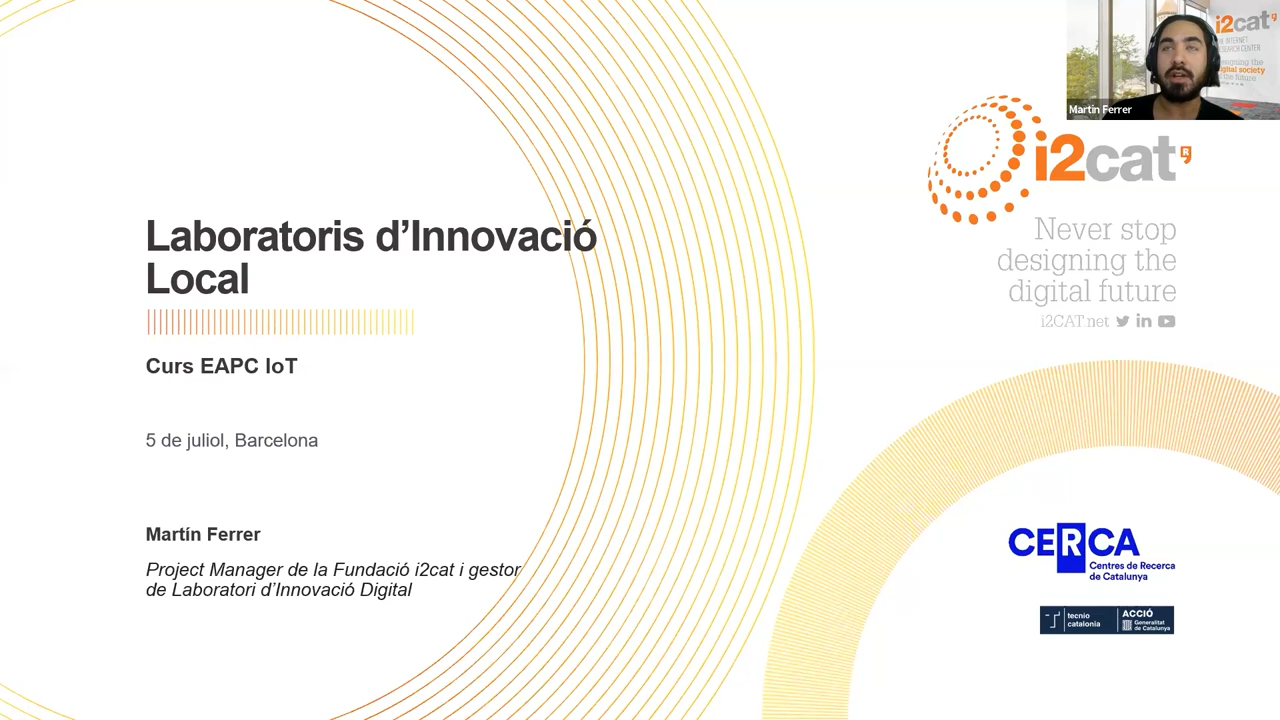 Laboratoris d’Innovació
Local
Curs EAPC IoT
5 de juliol, Barcelona
Martín Ferrer
Project Manager de la Fundació i2cat i gestor
de Laboratori d’Innovació Digital
i2cat
Never stop
designing the
digital future
i2CAT.net
CERCA
Centres de Recerca
de Catalunya
tecnio
catalonia
ACCIÓ
Generalitat
de Catalunya
i2cat
Martin Ferrer